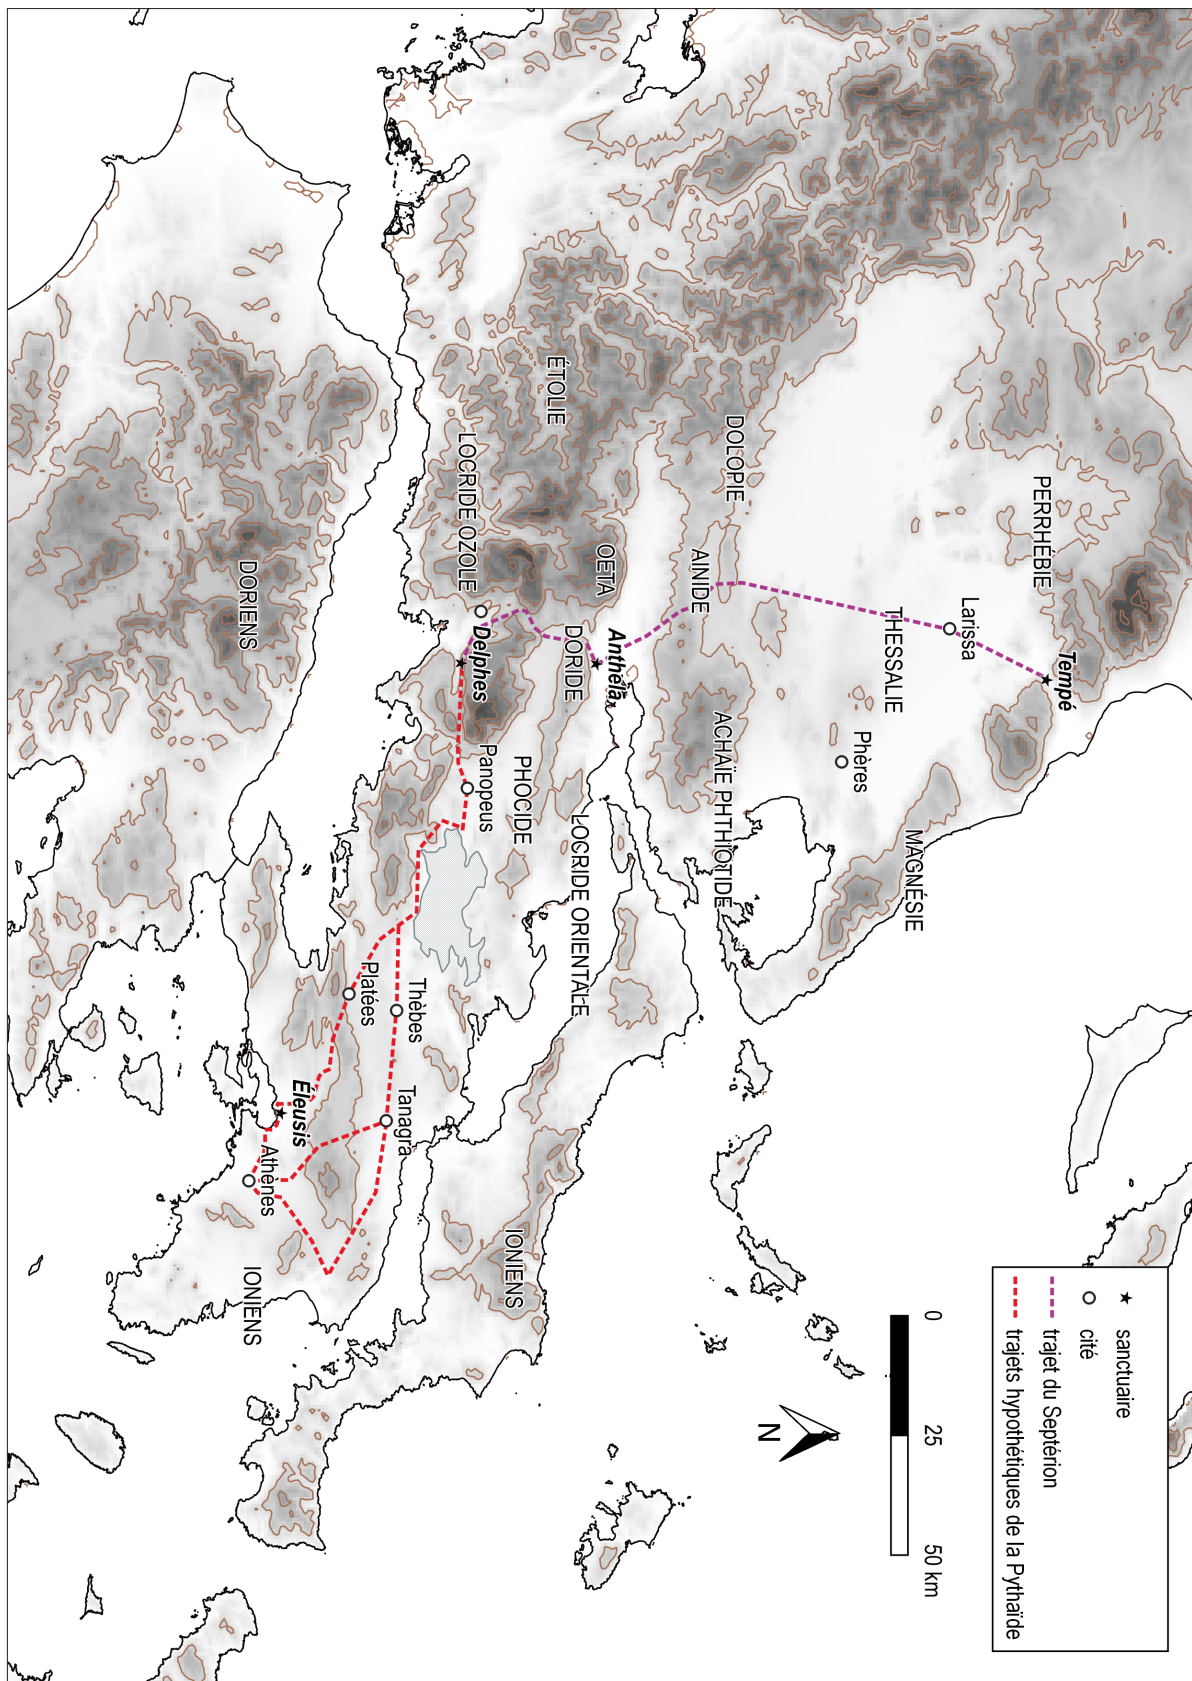 PERRHÉBIE
Tempé
Larissa
THESSALIE
Phères
MAGNÉSIE
DOLOPIE
AINIDE
ACHAÏE PHTHIOTIDE
OETA
Anthéla
ÉTOLIE
DORIDE
LOCRIDE ORIENTALE
LOCRIDE OZOLE
Delphes
PHOCIDE
Panopeus
IONIENS
Thèbes
Tanagra
Platées
Éleusis
Athènes
DORIENS
IONIENS
sanctuaire
cité
trajet du Septérion
trajets hypothétiques de la Pythaïde
0 25 50 km
N